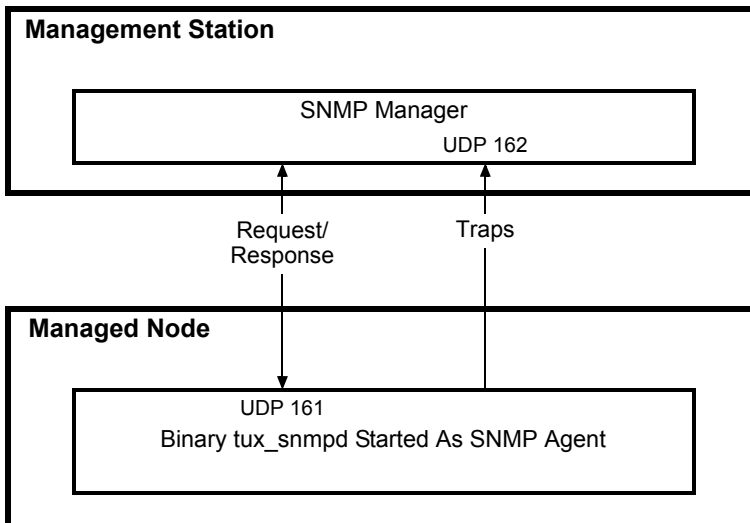 Management Station
SNMP Manager
UDP 162
Request/
Response
Traps
Managed Node
UDP 161
Binary tux_snmpd Started As SNMP Agent